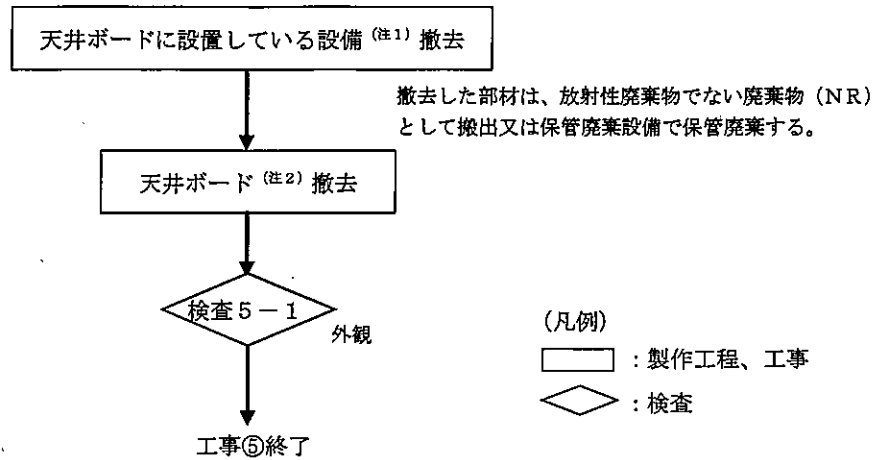 天井ボードに設置している設備(注1)撤去
撤去した部材は、放射性廃棄物でない廃棄物(NR)
として搬出又は保管廃棄設備で保管廃棄する。
天井ボード(注2)撤去
検査5-1
外観
(凡例)
:製作工程、工事
:検査
工事⑤終了